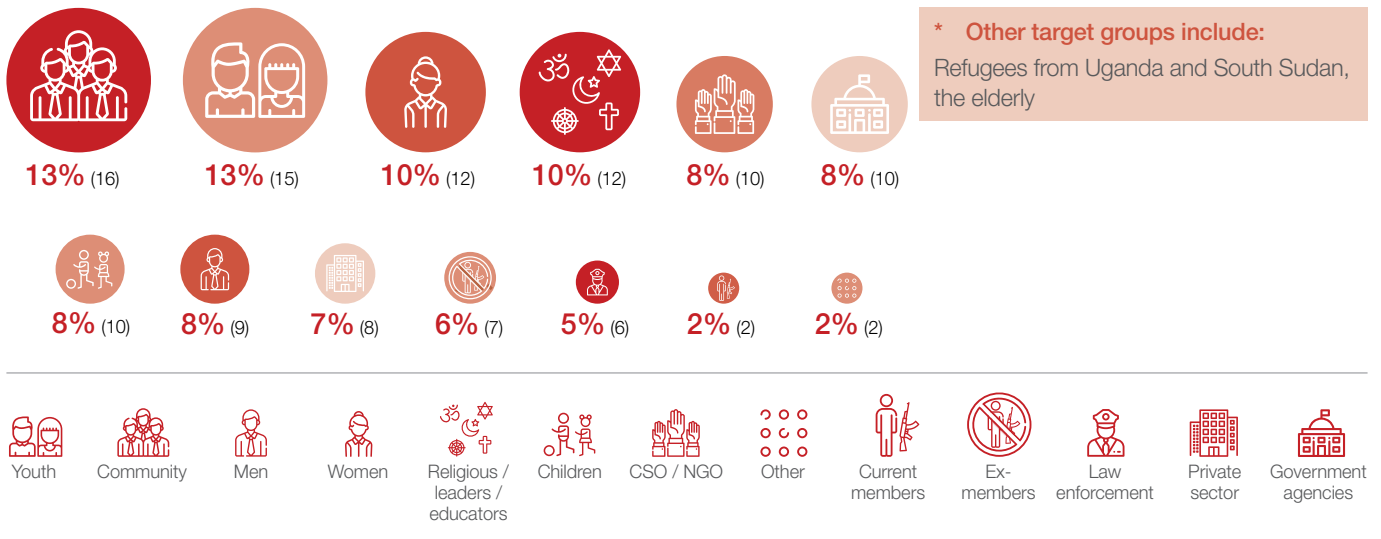 * Other target groups include:
Refugees from Uganda and South Sudan,
the elderly
13% (16)
13% (15)
10% (12)
10% (12)
8% (10)
8% (10)
8% (10)
8% (9)
7% (8)
6% (7)
5% (6)
2% (2)
2% (2)
Youth
Community
Men
Women
Religious /
leaders /
educators
Children
CSO / NGO
Other
Current
members
Ex-
members
Law
enforcement
Private
sector
Government
agencies